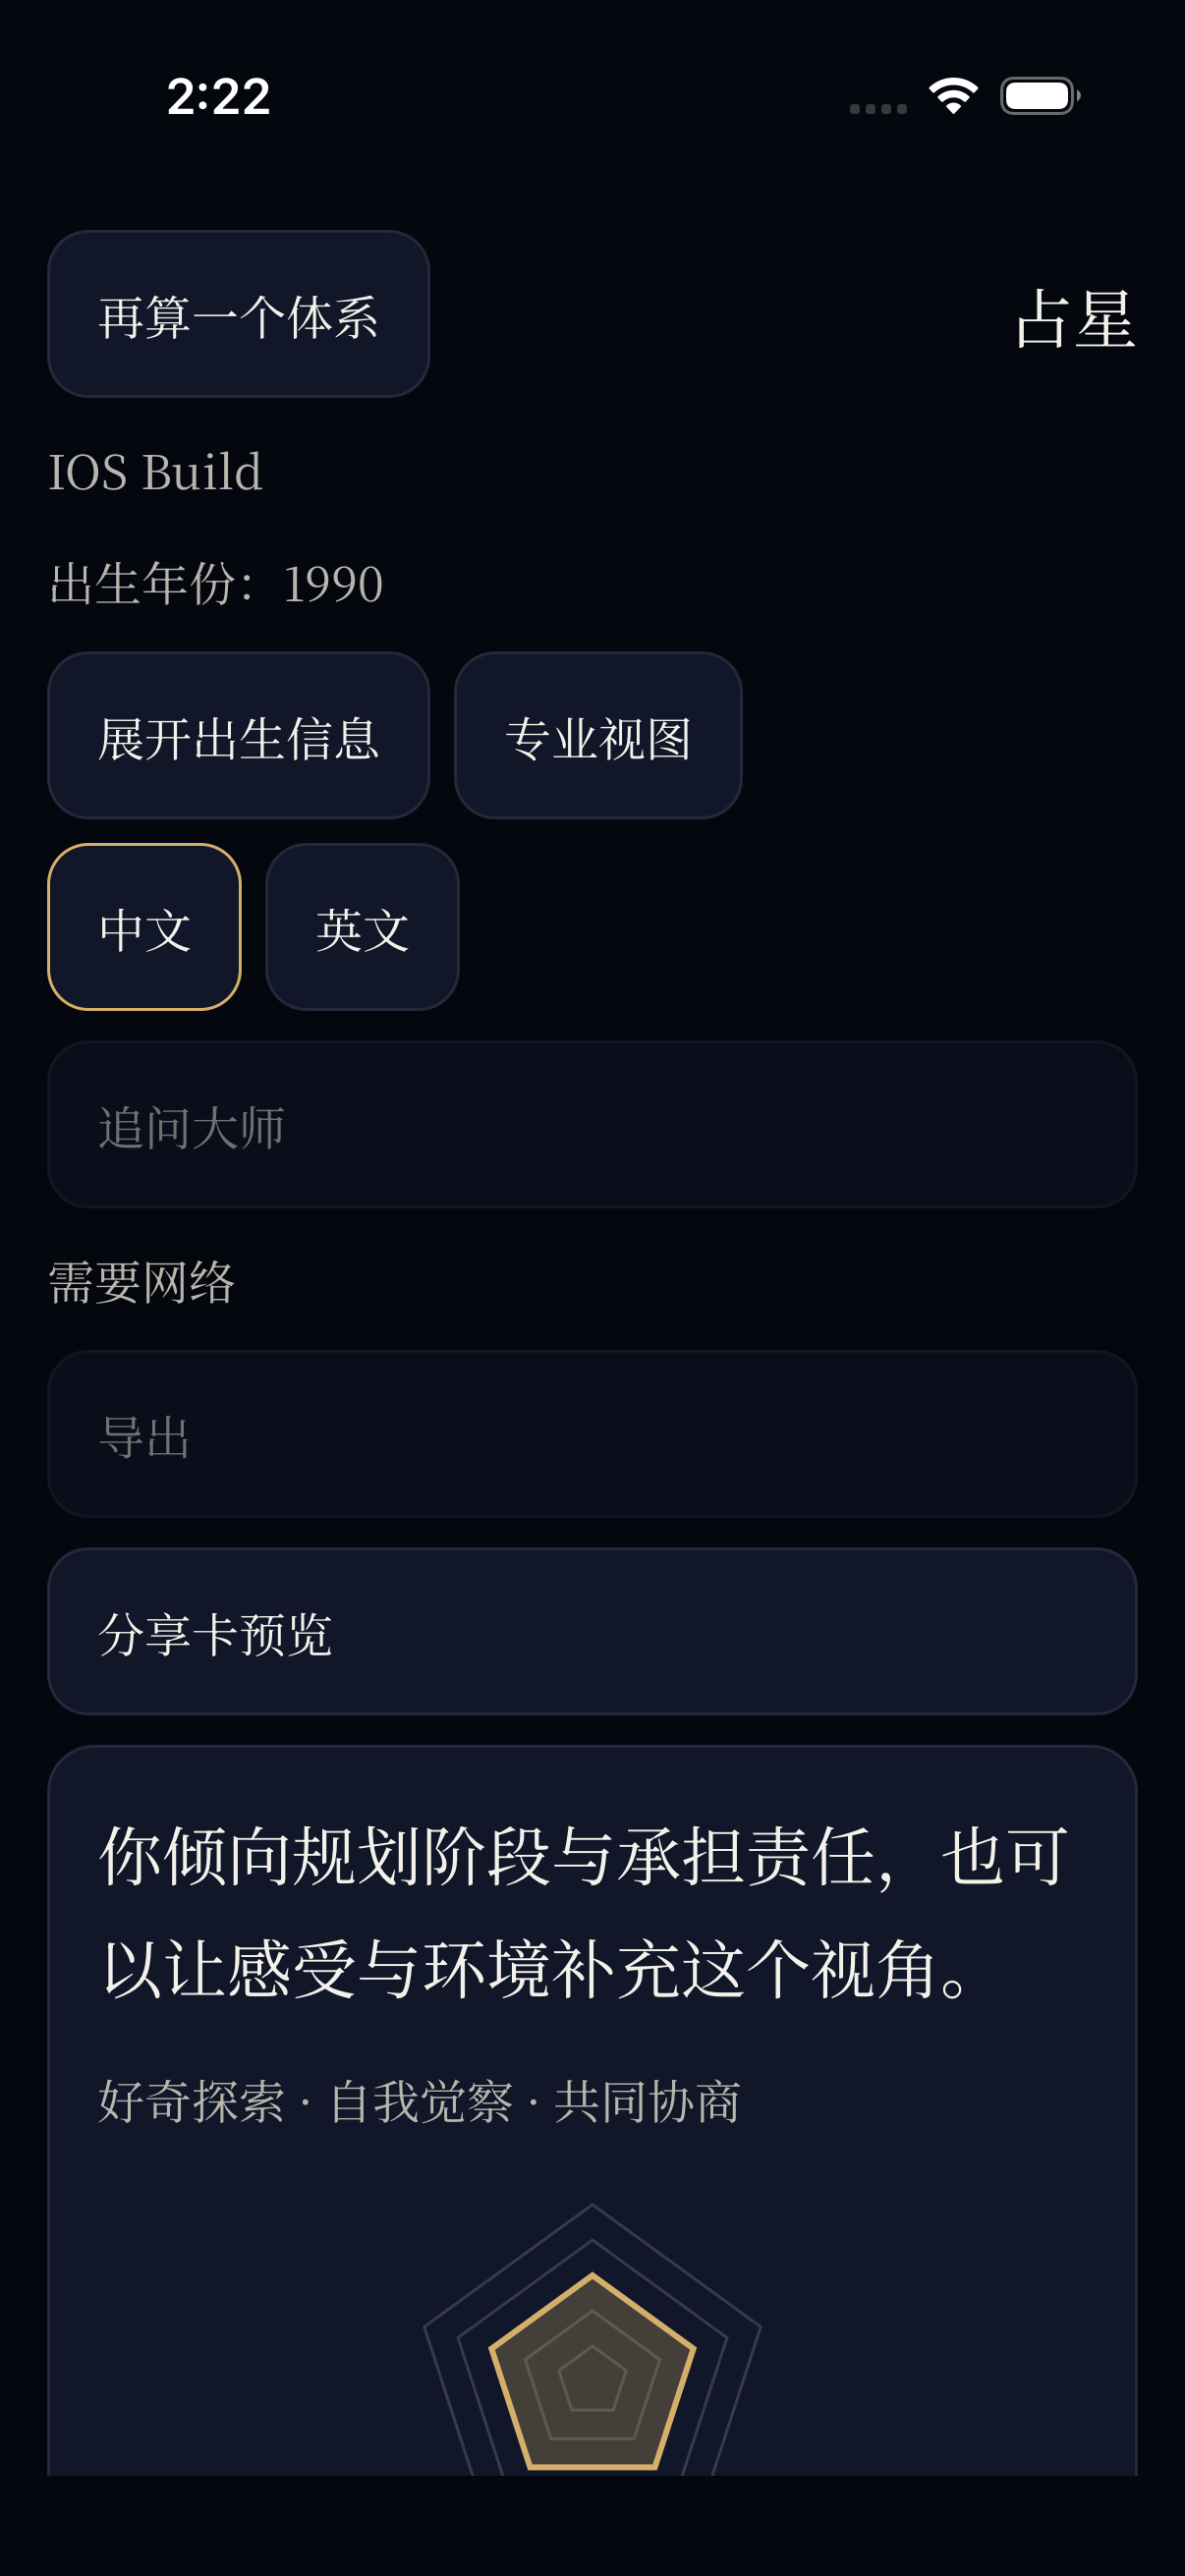 2:22
再算一个体系
占星
IOS Build
出生年份：1990
展开出生信息
专业视图
中文
英文
追问大师
需要网络
导出
分享卡预览
你倾向规划阶段与承担责任，也可
以让感受与环境补充这个视角。
好奇探索 · 自我觉察 · 共同协商